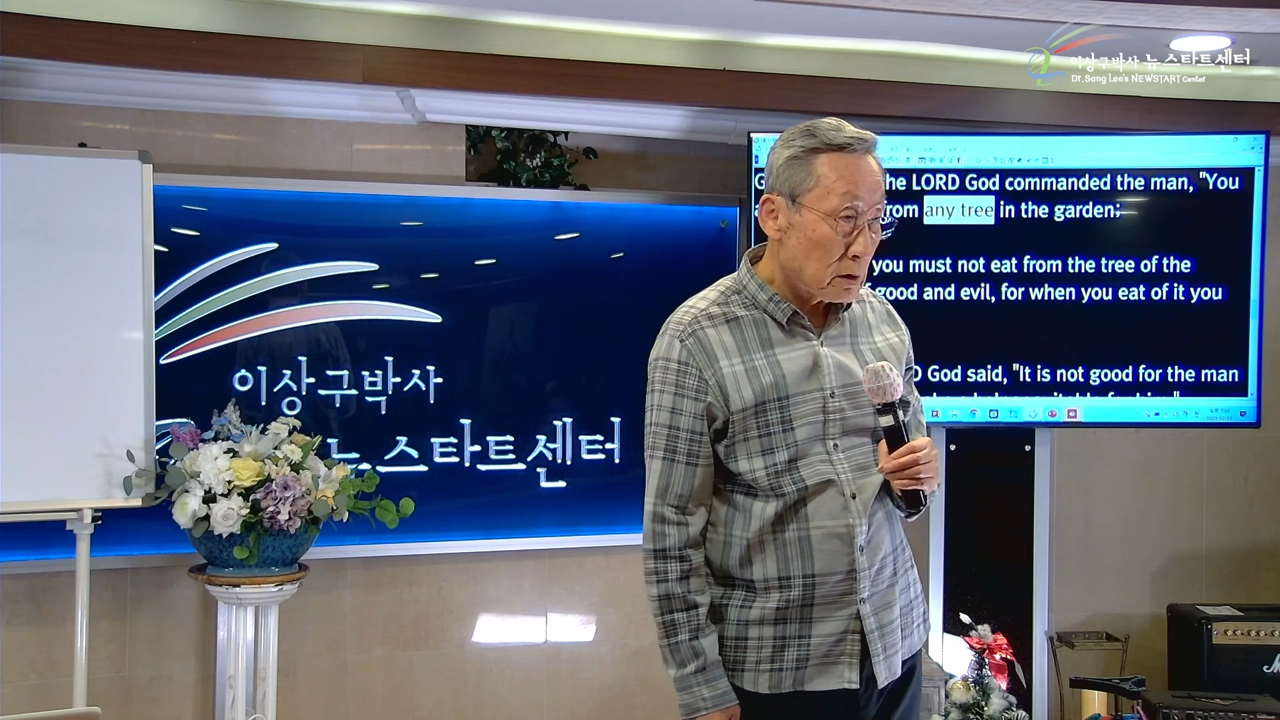 이상구박사 뉴스타트센터
Dr.Sang Lee's NEWSTART Center
he LORD God commanded the man, "You
from any tree in the garden;
you must not eat from the tree of the
good and evil, for when you eat of it you
God said, "It is not good for the man
이상구박사
뉴스타트센터